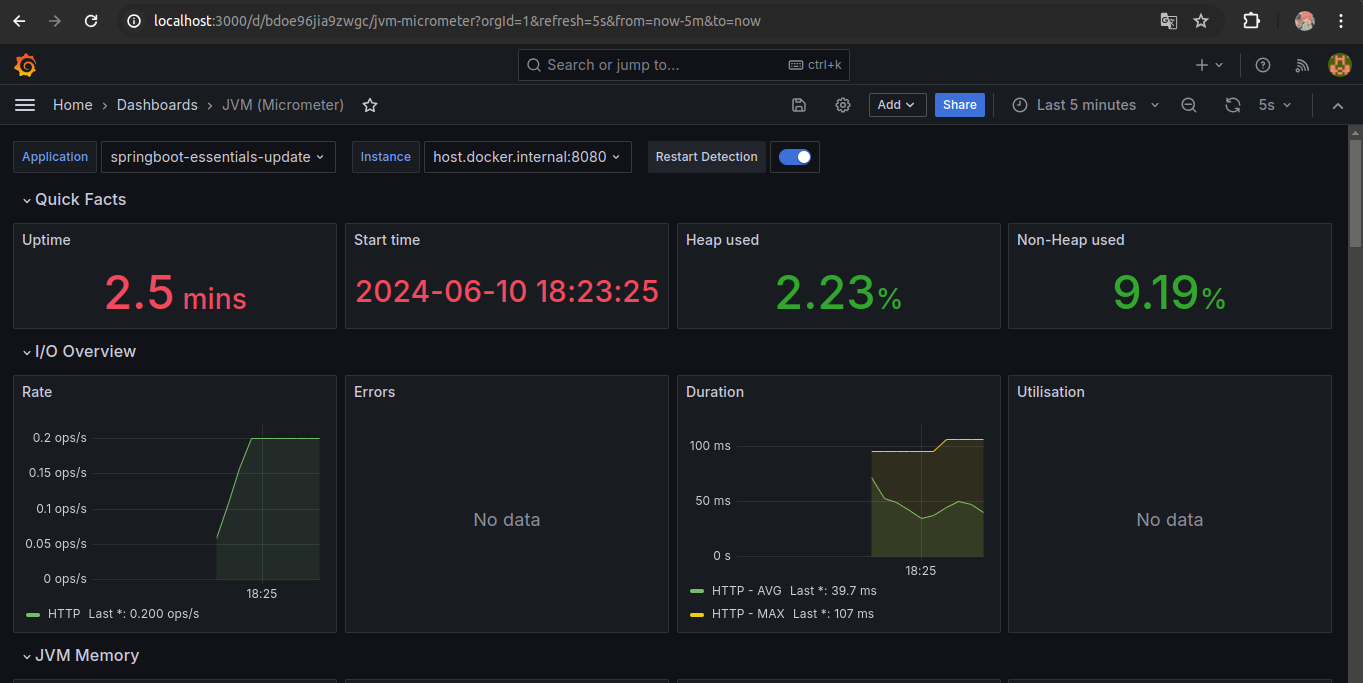 localhost:3000/d/bdoe96jia9zwgc/jvm-micrometer?orgId=1&refresh=5s&from=now-5m&to=now
Search or jump to... ctrl+k
Home > Dashboards > JVM (Micrometer) Add Share Last 5 minutes 5s
Application springboot-essentials-update Instance host.docker.internal:8080 Restart Detection
Quick Facts
Uptime
2.5 mins
Start time
2024-06-10 18:23:25
Heap used
2.23%
Non-Heap used
9.19%
I/O Overview
Rate
0.2 ops/s
0.15 ops/s
0.1 ops/s
0.05 ops/s
0 ops/s
18:25
HTTP Last *: 0.200 ops/s
Errors
No data
Duration
100 ms
50 ms
0 s
18:25
HTTP - AVG Last *: 39.7 ms
HTTP - MAX Last *: 107 ms
Utilisation
No data
JVM Memory